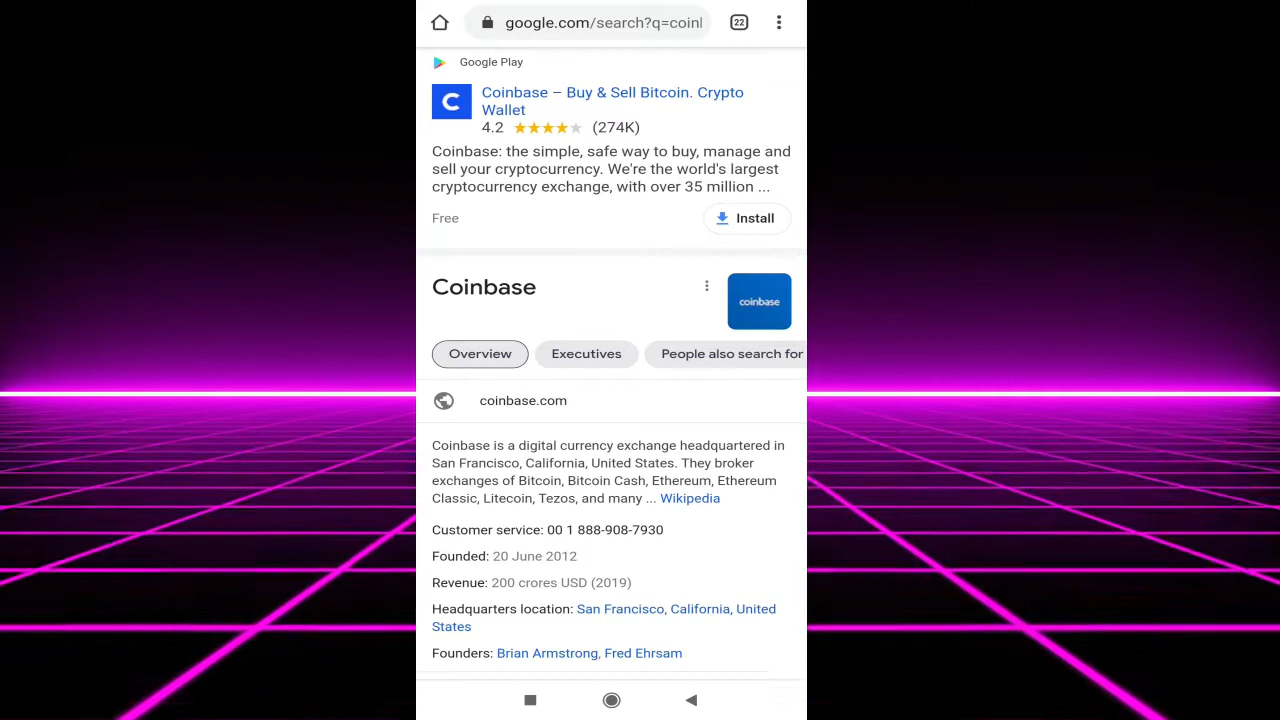 google.com/search?q=coinl
22
Google Play
Coinbase – Buy & Sell Bitcoin. Crypto
Wallet
4.2 ★★★★★ (274K)
Coinbase: the simple, safe way to buy, manage and
sell your cryptocurrency. We're the world's largest
cryptocurrency exchange, with over 35 million ...
Free
Install
Coinbase
coinbase
Overview
Executives
People also search for
coinbase.com
Coinbase is a digital currency exchange headquartered in
San Francisco, California, United States. They broker
exchanges of Bitcoin, Bitcoin Cash, Ethereum, Ethereum
Classic, Litecoin, Tezos, and many ... Wikipedia
Customer service: 00 1 888-908-7930
Founded: 20 June 2012
Revenue: 200 crores USD (2019)
Headquarters location: San Francisco, California, United
States
Founders: Brian Armstrong, Fred Ehrsam